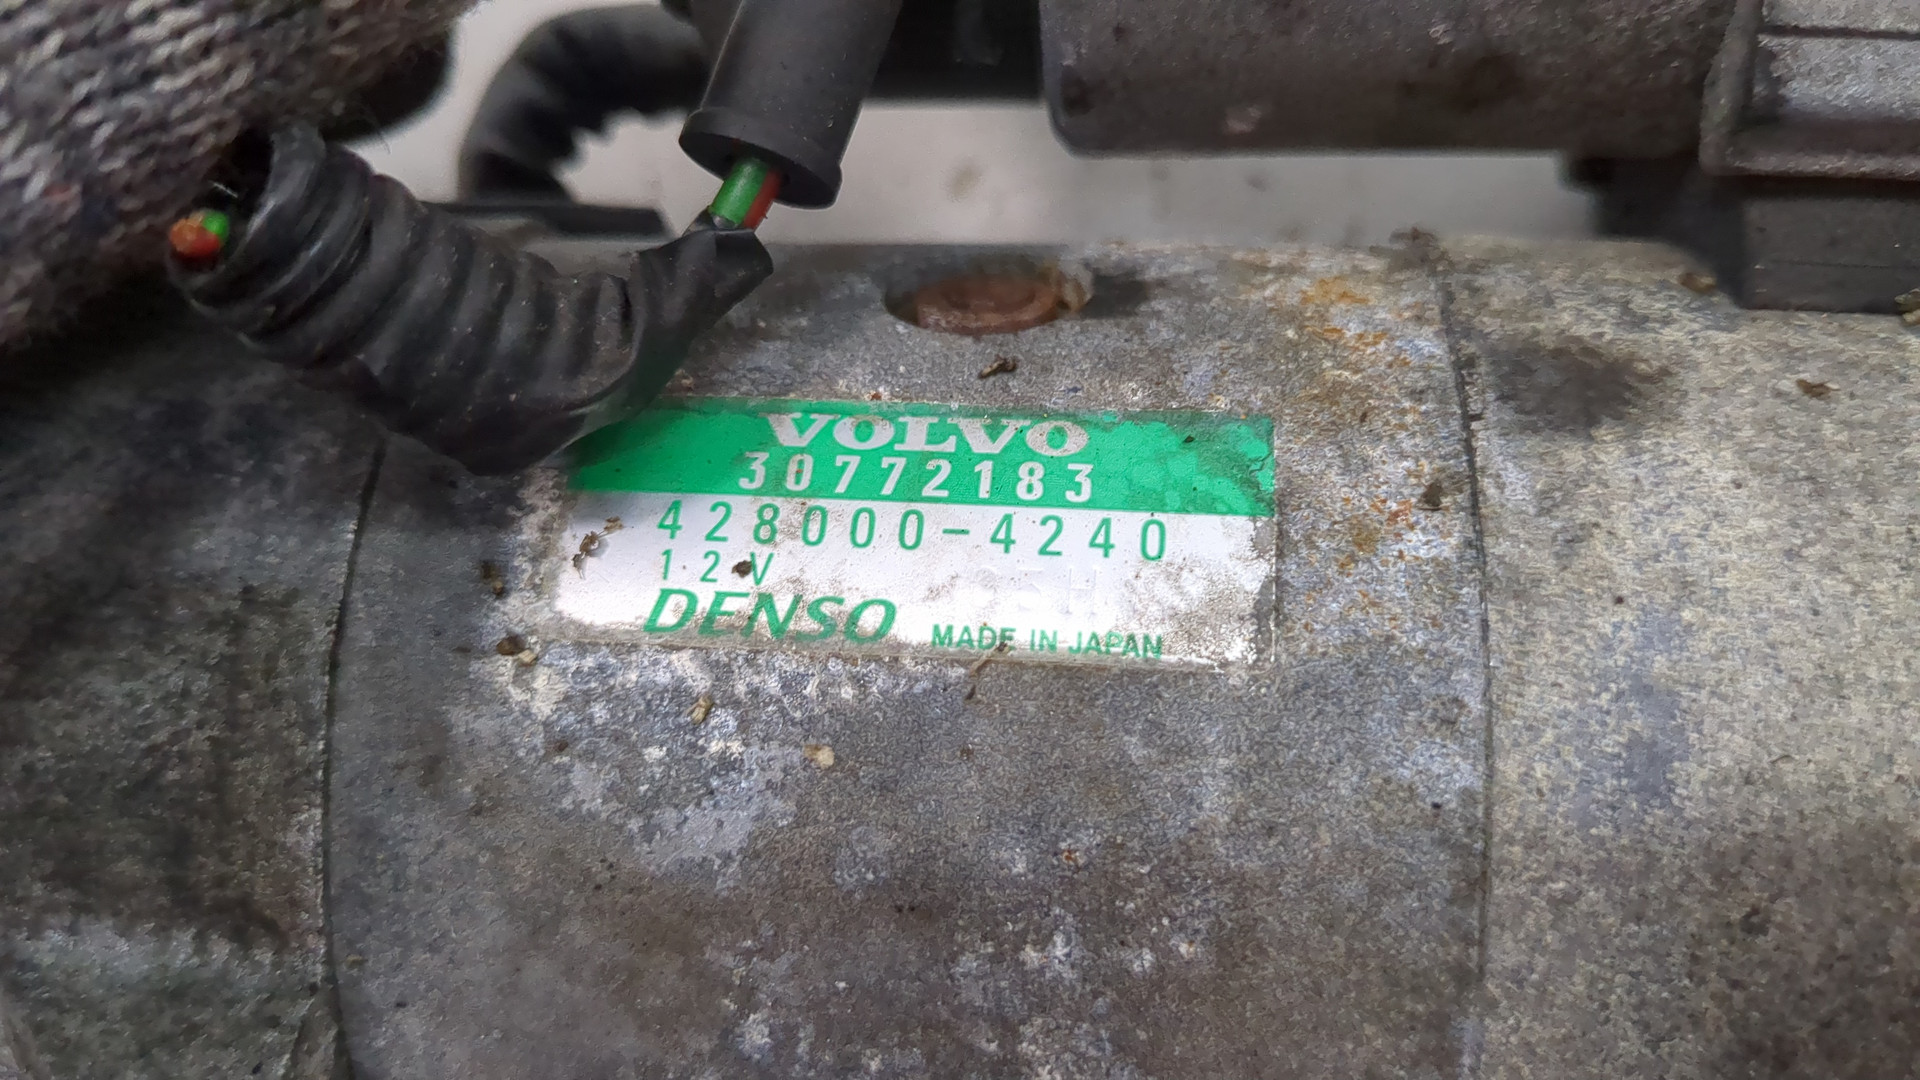 VOLVO
30772183
428000-4240
12V
DENSO MADE IN JAPAN